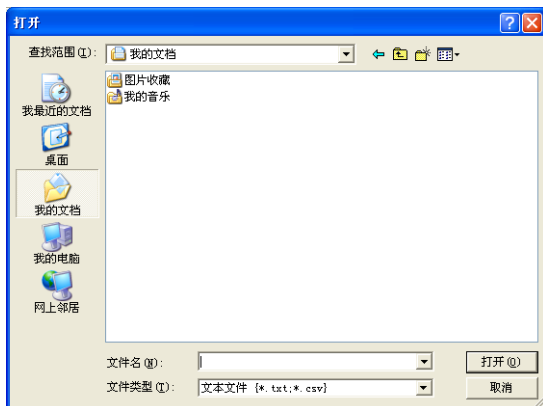 打开
查找范围(I):
我的文档
图片收藏
我的音乐
我最近的文档
桌面
我的文档
我的电脑
网上邻居
文件名(N):
打开(O)
文件类型(T):
文本文件 {*.txt;*.csv}
取消